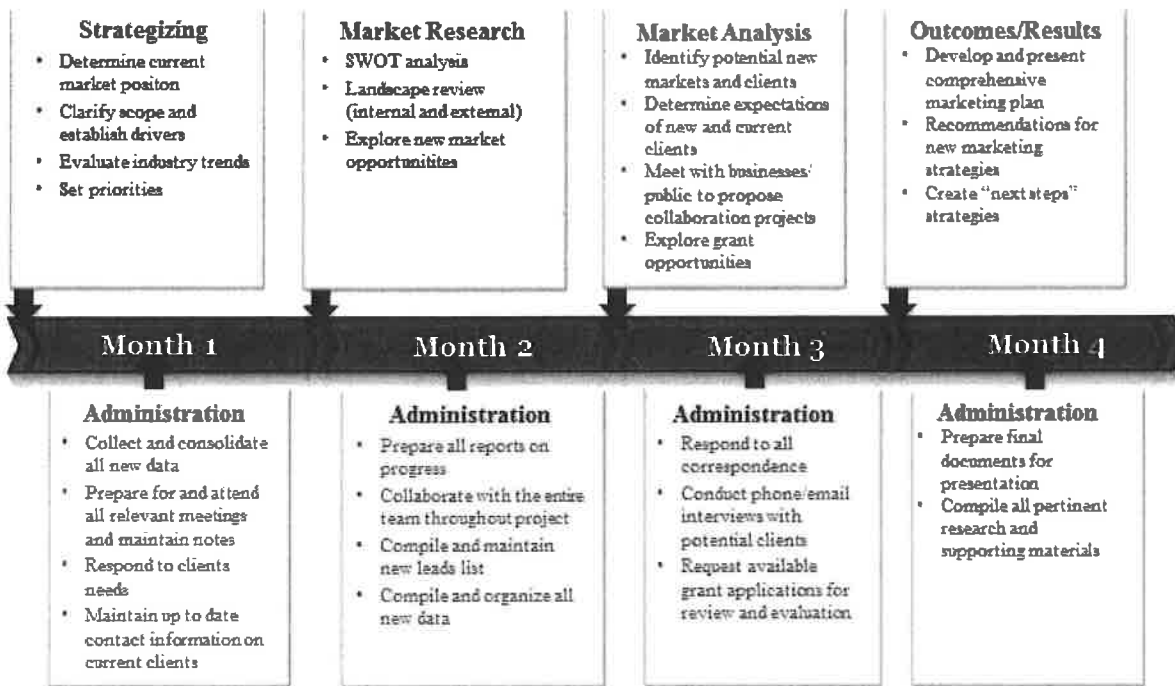 Strategizing
• Determine current
market positon
• Clarify scope and
establish drivers
• Evaluate industry trends
• Set priorities
Market Research
• SWOT analysis
• Landscape review
(internal and external)
• Explore new market
opportunitites
Market Analysis
• Identify potential new
markets and clients
• Determine expectations
of new and current
clients
• Meet with businesses/
public to propose
collaboration projects
• Explore grant
opportunities
Outcomes/Results
• Develop and present
comprehensive
marketing plan
• Recommendations for
new marketing
strategies
• Create “next steps”
strategies
Month 1
Month 2
Month 3
Month 4
Administration
• Collect and consolidate
all new data
• Prepare for and attend
all relevant meetings
and maintain notes
• Respond to clients
needs
• Maintain up to date
contact information on
current clients
Administration
• Prepare all reports on
progress
• Collaborate with the entire
team throughout project
• Compile and maintain
new leads list
• Compile and organize all
new data
Administration
• Respond to all
correspondence
• Conduct phone/email
interviews with
potential clients
• Request available
grant applications for
review and evaluation
Administration
• Prepare final
documents for
presentation
• Compile all pertinent
research and
supporting materials